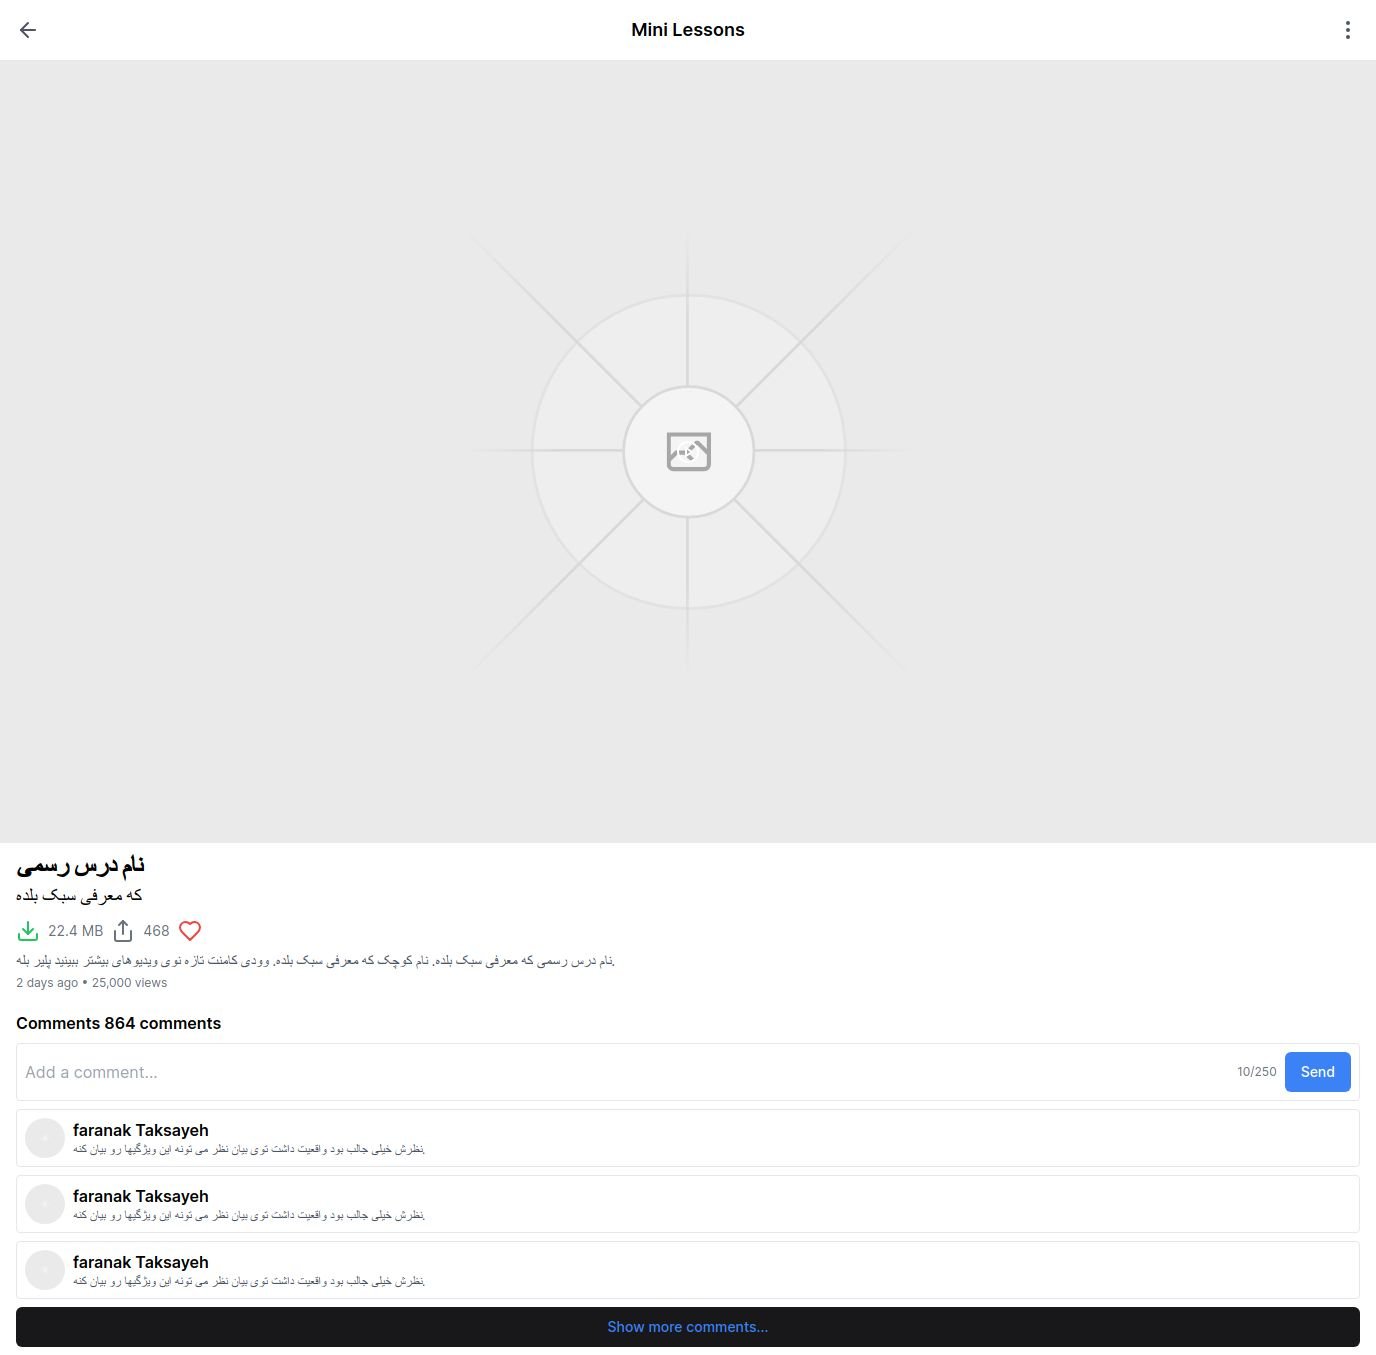 Mini Lessons
نام درس رسمی
که معرفی سبک بلده
22.4 MB 468
نام درس رسمی که معرفی سبک بلده. نام کوچک که معرفی سبک بلده. وودی کامنت تازه نوی ویدیوهای بیشتر ببینید پلیر بله.
2 days ago • 25,000 views
Comments 864 comments
Add a comment... 10/250 Send
faranak Taksayeh
نظرش خیلی جالب بود واقعیت داشت توی بیان نظر می تونه این ویژگیها رو بیان کنه.
faranak Taksayeh
نظرش خیلی جالب بود واقعیت داشت توی بیان نظر می تونه این ویژگیها رو بیان کنه.
faranak Taksayeh
نظرش خیلی جالب بود واقعیت داشت توی بیان نظر می تونه این ویژگیها رو بیان کنه.
Show more comments...